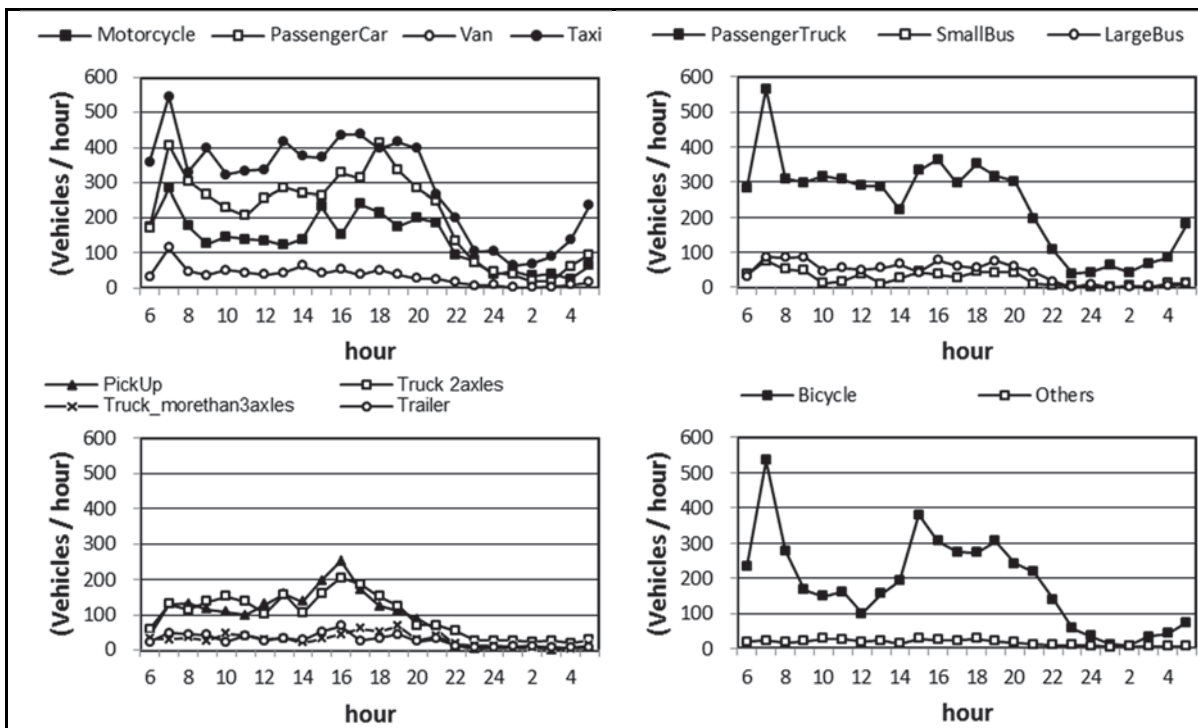 Motorcycle PassengerCar Van Taxi
(Vehicles / hour)
600
500
400
300
200
100
0
6 8 10 12 14 16 18 20 22 24 2 4
hour
PassengerTruck SmallBus LargeBus
(Vehicles / hour)
600
500
400
300
200
100
0
6 8 10 12 14 16 18 20 22 24 2 4
hour
PickUp Truck 2axles
Truck_morethan3axles Trailer
(Vehicles / hour)
600
500
400
300
200
100
0
6 8 10 12 14 16 18 20 22 24 2 4
hour
Bicycle Others
(Vehicles / hour)
600
500
400
300
200
100
0
6 8 10 12 14 16 18 20 22 24 2 4
hour